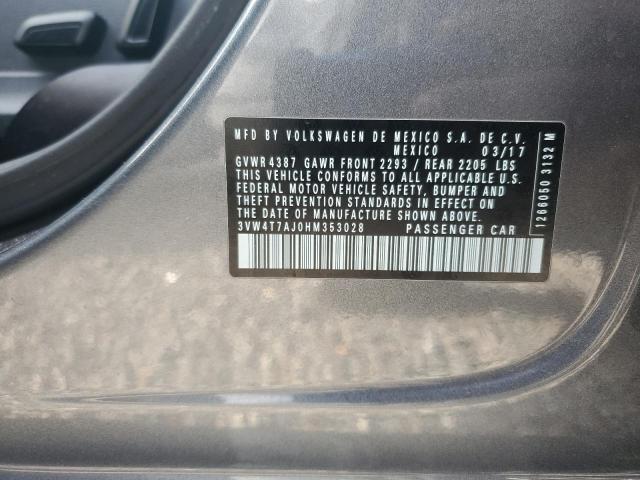 MFD BY VOLKSWAGEN DE MEXICO S.A. DE C.V.
MEXICO 03/17
GVWR 4387 GAWR FRONT 2293 / REAR 2205 LBS
THIS VEHICLE CONFORMS TO ALL APPLICABLE U.S.
FEDERAL MOTOR VEHICLE SAFETY, BUMPER AND
THEFT PREVENTION STANDARDS IN EFFECT ON
THE DATE OF MANUFACTURE SHOWN ABOVE.
3VW4T7AJ0HM353028 PASSENGER CAR
1266050 3132 M